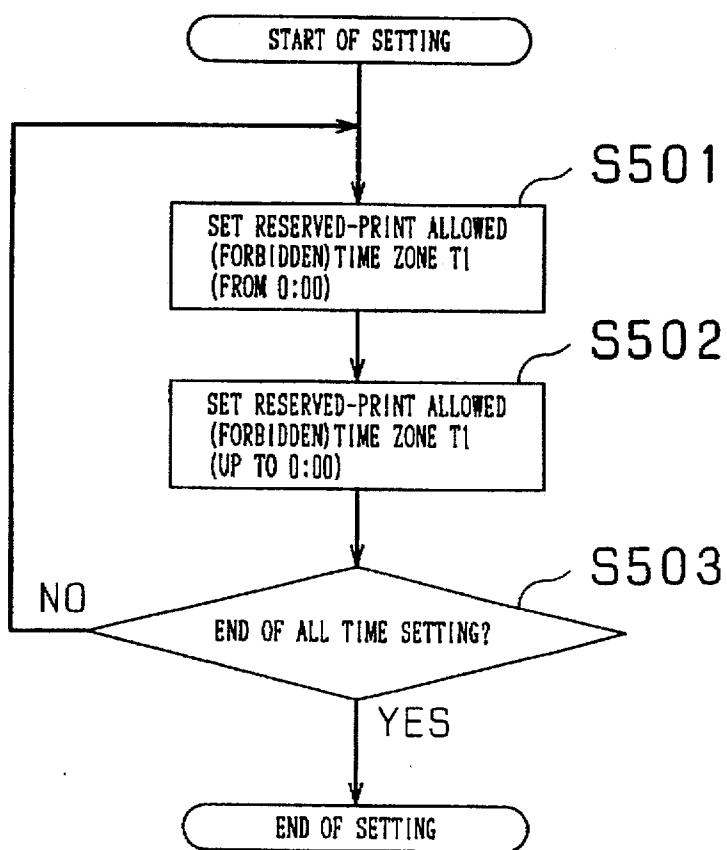 START OF SETTING
S501
SET RESERVED-PRINT ALLOWED
(FORBIDDEN)TIME ZONE T1
(FROM 0:00)
S502
SET RESERVED-PRINT ALLOWED
(FORBIDDEN)TIME ZONE T1
(UP TO 0:00)
S503
NO
END OF ALL TIME SETTING?
YES
END OF SETTING